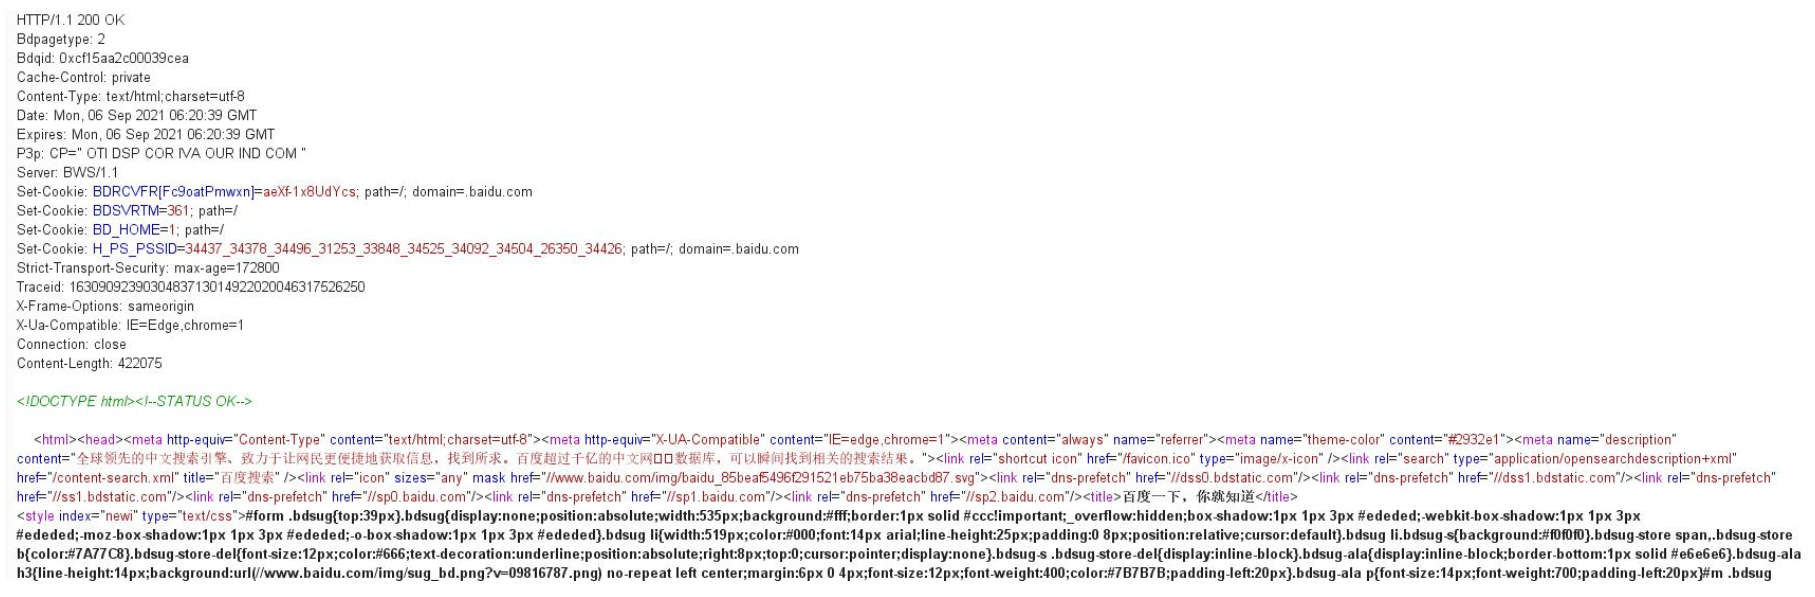 HTTP/1.1 200 OK
Bdpagetype: 2
Bdqid: 0xcf15aa2c00039cea
Cache-Control: private
Content-Type: text/html;charset=utf-8
Date: Mon, 06 Sep 2021 06:20:39 GMT
Expires: Mon, 06 Sep 2021 06:20:39 GMT
P3p: CP=" OTI DSP COR IVA OUR IND COM "
Server: BWS/1.1
Set-Cookie: BDRCVFR[Fc9oatPmwxn]=aeXf-1x8UdYcs; path=/; domain=.baidu.com
Set-Cookie: BDSVRTM=361; path=/
Set-Cookie: BD_HOME=1; path=/
Set-Cookie: H_PS_PSSID=34437_34378_34496_31253_33848_34525_34092_34504_26350_34426; path=/; domain=.baidu.com
Strict-Transport-Security: max-age=172800
Traceid: 1630909239030483713014922020046317526250
X-Frame-Options: sameorigin
X-Ua-Compatible: IE=Edge,chrome=1
Connection: close
Content-Length: 422075
<!DOCTYPE html><!--STATUS OK-->
<html><head><meta http-equiv="Content-Type" content="text/html;charset=utf-8"><meta http-equiv="X-UA-Compatible" content="IE=edge,chrome=1"><meta content="always" name="referrer"><meta name="theme-color" content="#2932e1"><meta name="description"
content="全球领先的中文搜索引擎、致力于让网民更便捷地获取信息，找到所求。百度超过千亿的中文网□□数据库，可以瞬间找到相关的搜索结果。"><link rel="shortcut icon" href="/favicon.ico" type="image/x-icon" /><link rel="search" type="application/opensearchdescription+xml"
href="/content-search.xml" title="百度搜索" /><link rel="icon" sizes="any" mask href="//www.baidu.com/img/baidu_85beaf5496f291521eb75ba38eacbd87.svg"><link rel="dns-prefetch" href="//dss0.bdstatic.com"/><link rel="dns-prefetch" href="//dss1.bdstatic.com"/><link rel="dns-prefetch"
href="//ss1.bdstatic.com"/><link rel="dns-prefetch" href="//sp0.baidu.com"/><link rel="dns-prefetch" href="//sp1.baidu.com"/><link rel="dns-prefetch" href="//sp2.baidu.com"/><title>百度一下，你就知道</title>
<style index="newi" type="text/css">#form .bdsug{top:39px}.bdsug{display:none;position:absolute;width:535px;background:#fff;border:1px solid #ccc!important;_overflow:hidden;box-shadow:1px 1px 3px #ededed;-webkit-box-shadow:1px 1px 3px
#ededed;-moz-box-shadow:1px 1px 3px #ededed;-o-box-shadow:1px 1px 3px #ededed}.bdsug li{width:519px;color:#000;font:14px arial;line-height:25px;padding:0 8px;position:relative;cursor:default}.bdsug li.bdsug-s{background:#f0f0f0}.bdsug-store span,.bdsug-store
b{color:#7A77C8}.bdsug-store-del{font-size:12px;color:#666;text-decoration:underline;position:absolute;right:8px;top:0;cursor:pointer;display:none}.bdsug-s .bdsug-store-del{display:inline-block}.bdsug-ala{display:inline-block;border-bottom:1px solid #e6e6e6}.bdsug-ala
h3{line-height:14px;background:url(//www.baidu.com/img/sug_bd.png?v=09816787.png) no-repeat left center;margin:6px 0 4px;font-size:12px;font-weight:400;color:#7B7B7B;padding-left:20px}.bdsug-ala p{font-size:14px;font-weight:700;padding-left:20px}#m .bdsug